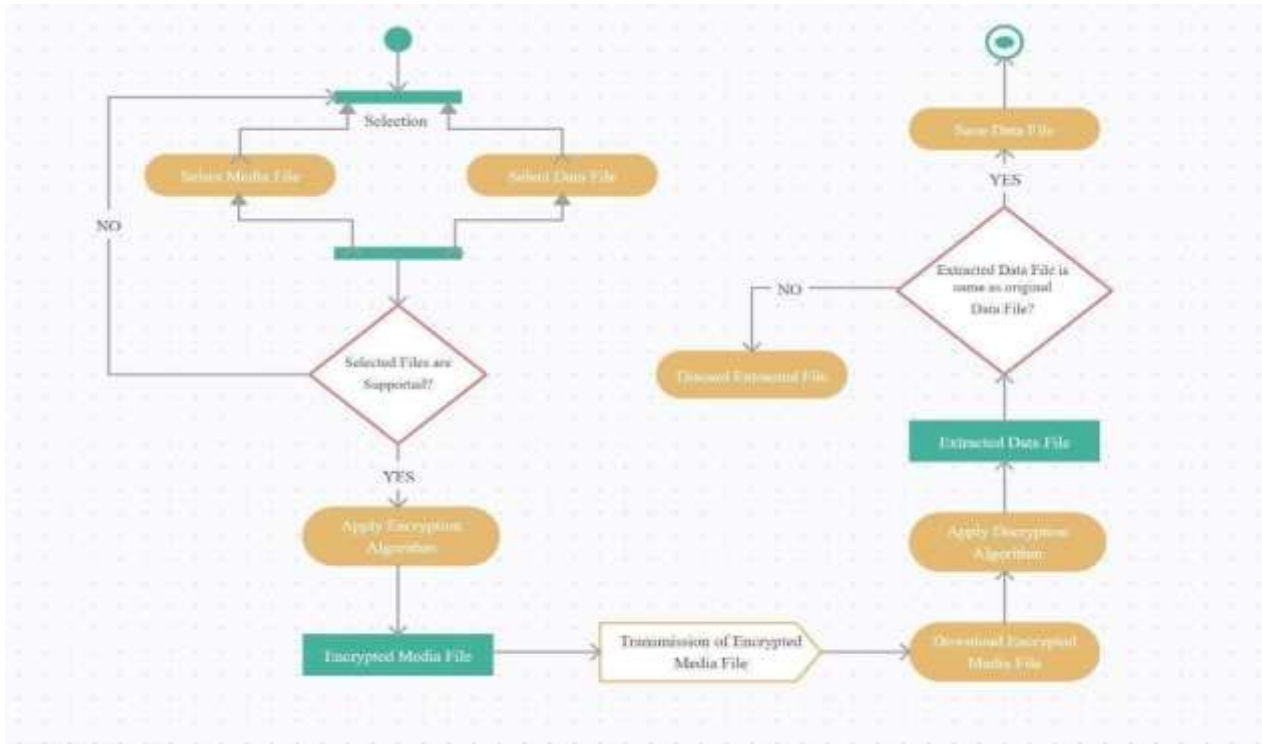 Selection
Select Media File
Select Data File
NO
Selected Files are
Supported?
YES
Apply Encryption
Algorithm
Encrypted Media File
Transmission of Encrypted
Media File
Download Encrypted
Media File
Apply Decryption
Algorithm
Extracted Data File
Extracted Data File is
same as original
Data File?
NO
Discard Extracted File
YES
Save Data File